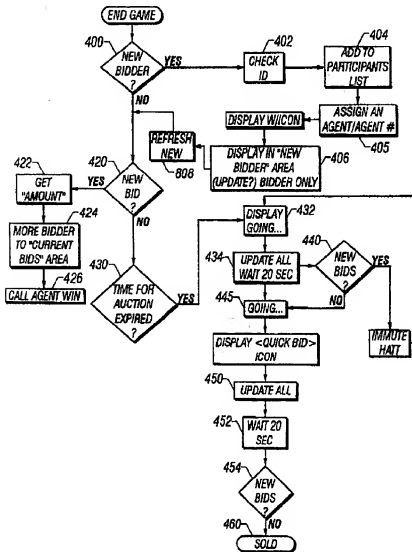 END GAME
400
NEW
BIDDER
?
YES
NO
402
CHECK
ID
404
ADD TO
PARTICIPANTS
LIST
ASSIGN AN
AGENT/AGENT #
405
DISPLAY W/ICON
DISPLAY IN "NEW
BIDDER" AREA
(UPDATE?) BIDDER ONLY
406
REFRESH
NEW
808
420
NEW
BID
?
YES
NO
422
GET
"AMOUNT"
424
MORE BIDDER
TO "CURRENT
BIDS" AREA
426
CALL AGENT WIN
430
TIME FOR
AUCTION
EXPIRED
?
YES
DISPLAY
GOING...
432
434
UPDATE ALL
WAIT 20 SEC
440
NEW
BIDS
?
YES
NO
IMMUTE
HATT
445
GOING...
DISPLAY <QUICK BID>
ICON
450
UPDATE ALL
452
WAIT 20
SEC
454
NEW
BIDS
?
NO
460
SOLD